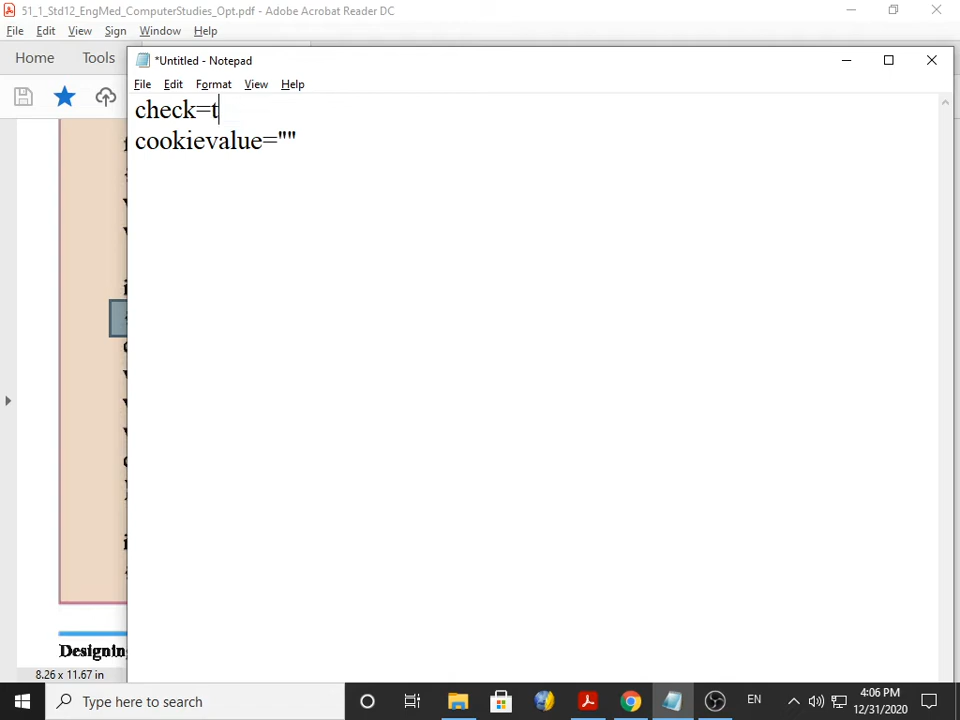 51_1_Std12_EngMed_ComputerStudies_Opt.pdf - Adobe Acrobat Reader DC
File Edit View Sign Window Help
Home Tools
*Untitled - Notepad
File Edit Format View Help
check=t
cookievalue=""
Designin
8.26 x 11.67 in
Type here to search
EN
4:06 PM
12/31/2020